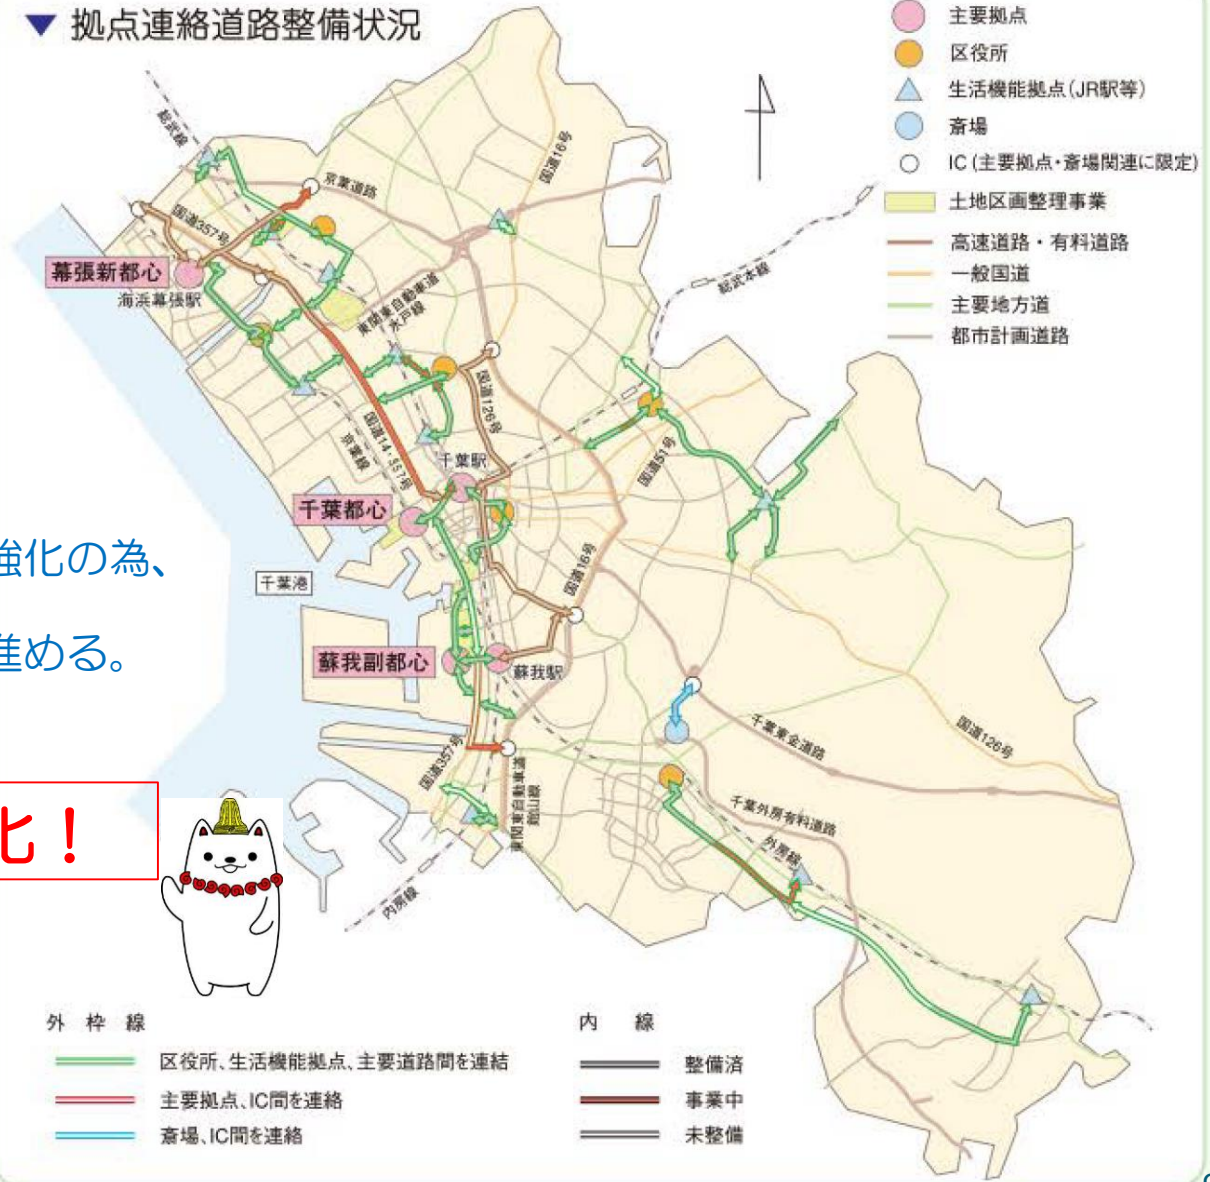 ▼ 拠点連絡道路整備状況
主要拠点
区役所
生活機能拠点(JR駅等)
斎場
IC (主要拠点・斎場関連に限定)
土地区画整理事業
高速道路・有料道路
一般国道
主要地方道
都市計画道路
総武線
京葉道路
国道16号
国道357号
幕張新都心
海浜幕張駅
東関東自動車道
水戸線
総武本線
国道126号
国道14・357号
京葉線
千葉駅
国道51号
千葉都心
強化の為、
千葉港
国道16号
進める。
蘇我副都心
蘇我駅
千葉東金道路
国道126号
国道357号
東関東自動車道
館山線
化！
千葉外房有料道路
外房線
内房線
外枠線
区役所、生活機能拠点、主要道路間を連結
主要拠点、IC間を連絡
斎場、IC間を連絡
内線
整備済
事業中
未整備